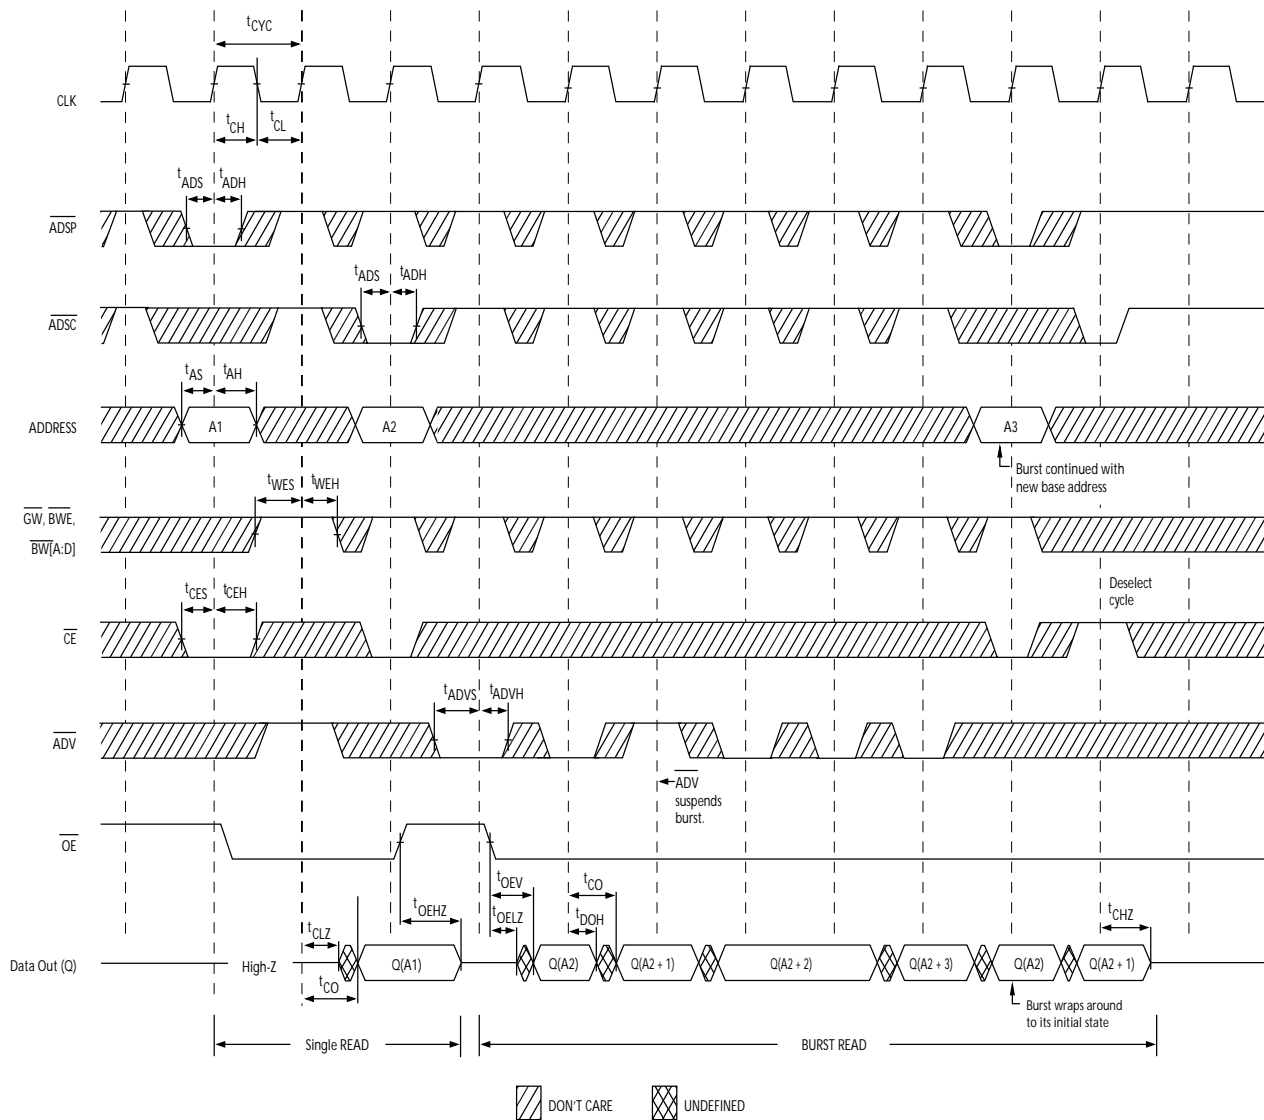 tCYC
CLK
tCH
tCL
tADS
tADH
ADSP
tADS
tADH
ADSC
tAS
tAH
ADDRESS
A1
A2
A3
Burst continued with
new base address
tWES
tWEH
GW, BWE,
BW[A:D]
Deselect
cycle
tCES
tCEH
CE
tADVS
tADVH
ADV
ADV
suspends
burst.
OE
tOEV
tCO
tOEHZ
tOELZ
tDOH
tCLZ
tCHZ
Data Out (Q)
High-Z
Q(A1)
Q(A2)
Q(A2 + 1)
Q(A2 + 2)
Q(A2 + 3)
Q(A2)
Q(A2 + 1)
tCO
Burst wraps around
to its initial state
Single READ
BURST READ
DON'T CARE
UNDEFINED